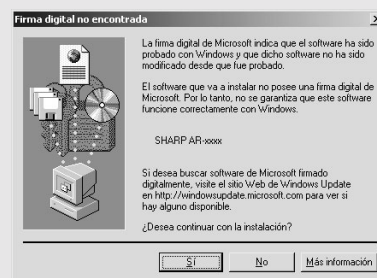 Firma digital no encontrada
La firma digital de Microsoft indica que el software ha sido
probado con Windows y que dicho software no ha sido
modificado desde que fue probado.
El software que va a instalar no posee una firma digital de
Microsoft. Por lo tanto, no se garantiza que este software
funcione correctamente con Windows.
SHARP AR-xxxx
Si desea buscar software de Microsoft firmado
digitalmente, visite el sitio Web de Windows Update
en http://windowsupdate.microsoft.com para ver si
hay alguno disponible.
¿Desea continuar con la instalación?
Sí No Más información